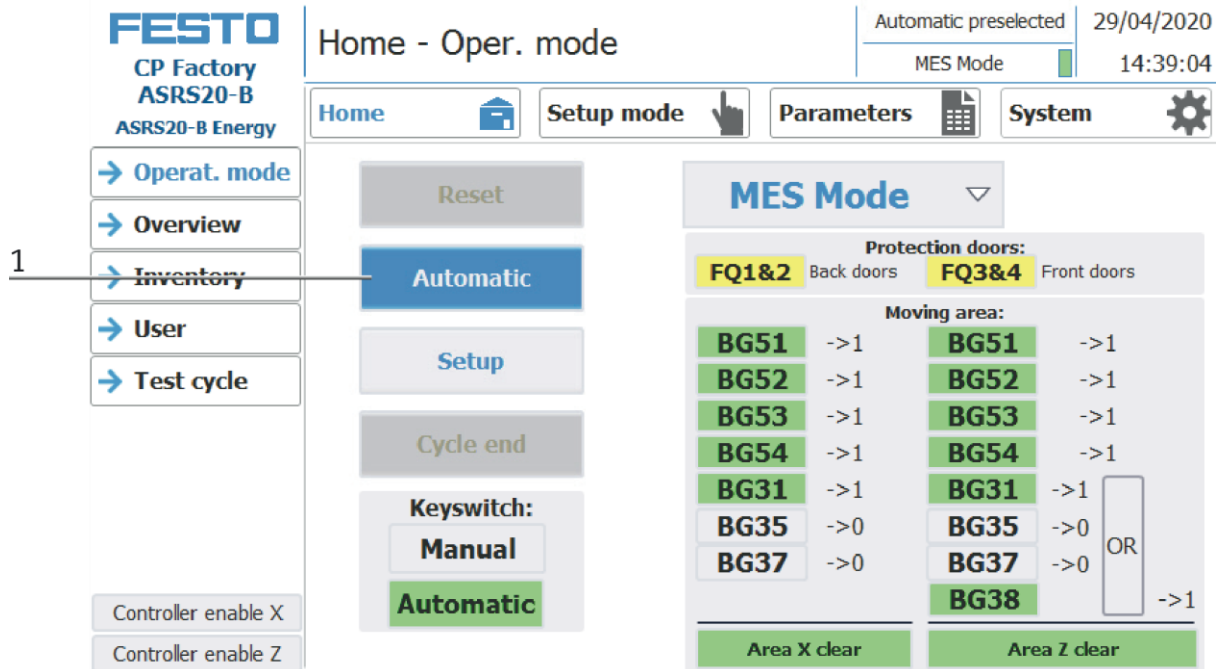 FESTO
CP Factory
ASRS20-B
ASRS20-B Energy
Home - Oper. mode
Automatic preselected
MES Mode
29/04/2020
14:39:04
Home
Setup mode
Parameters
System
Operat. mode
Overview
Inventory
User
Test cycle
Controller enable X
Controller enable Z
1
Reset
Automatic
Setup
Cycle end
Keyswitch:
Manual
Automatic
MES Mode
Protection doors:
FQ1&2 Back doors FQ3&4 Front doors
Moving area:
BG51 ->1 BG51 ->1
BG52 ->1 BG52 ->1
BG53 ->1 BG53 ->1
BG54 ->1 BG54 ->1
BG31 ->1 BG31 ->1
BG35 ->0 BG35 ->0
OR
BG37 ->0 BG37 ->0
BG38 ->1
Area X clear Area Z clear